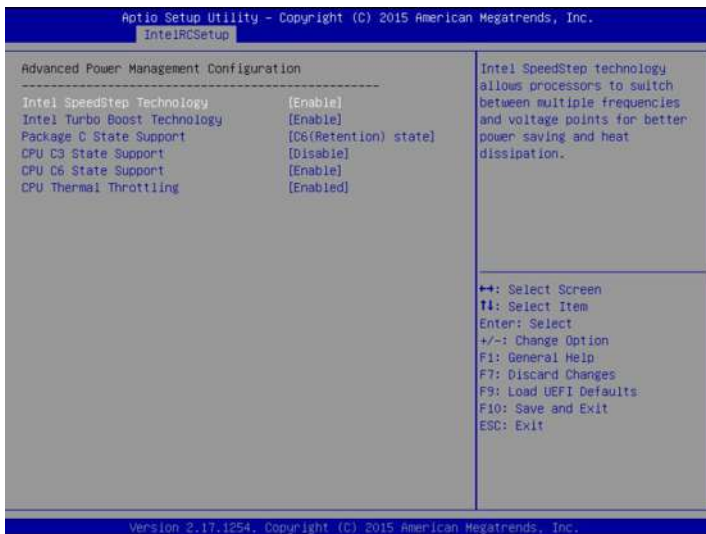 Aptio Setup Utility – Copyright (C) 2015 American Megatrends, Inc.
IntelRCSetup
Advanced Power Management Configuration
--------------------------------------------------
Intel SpeedStep Technology [Enable]
Intel Turbo Boost Technology [Enable]
Package C State Support [C6(Retention) state]
CPU C3 State Support [Disable]
CPU C6 State Support [Enable]
CPU Thermal Throttling [Enabled]
Intel SpeedStep technology
allows processors to switch
between multiple frequencies
and voltage points for better
power saving and heat
dissipation.
↔: Select Screen
↑↓: Select Item
Enter: Select
+/-: Change Option
F1: General Help
F7: Discard Changes
F9: Load UEFI Defaults
F10: Save and Exit
ESC: Exit
Version 2.17.1254. Copyright (C) 2015 American Megatrends, Inc.